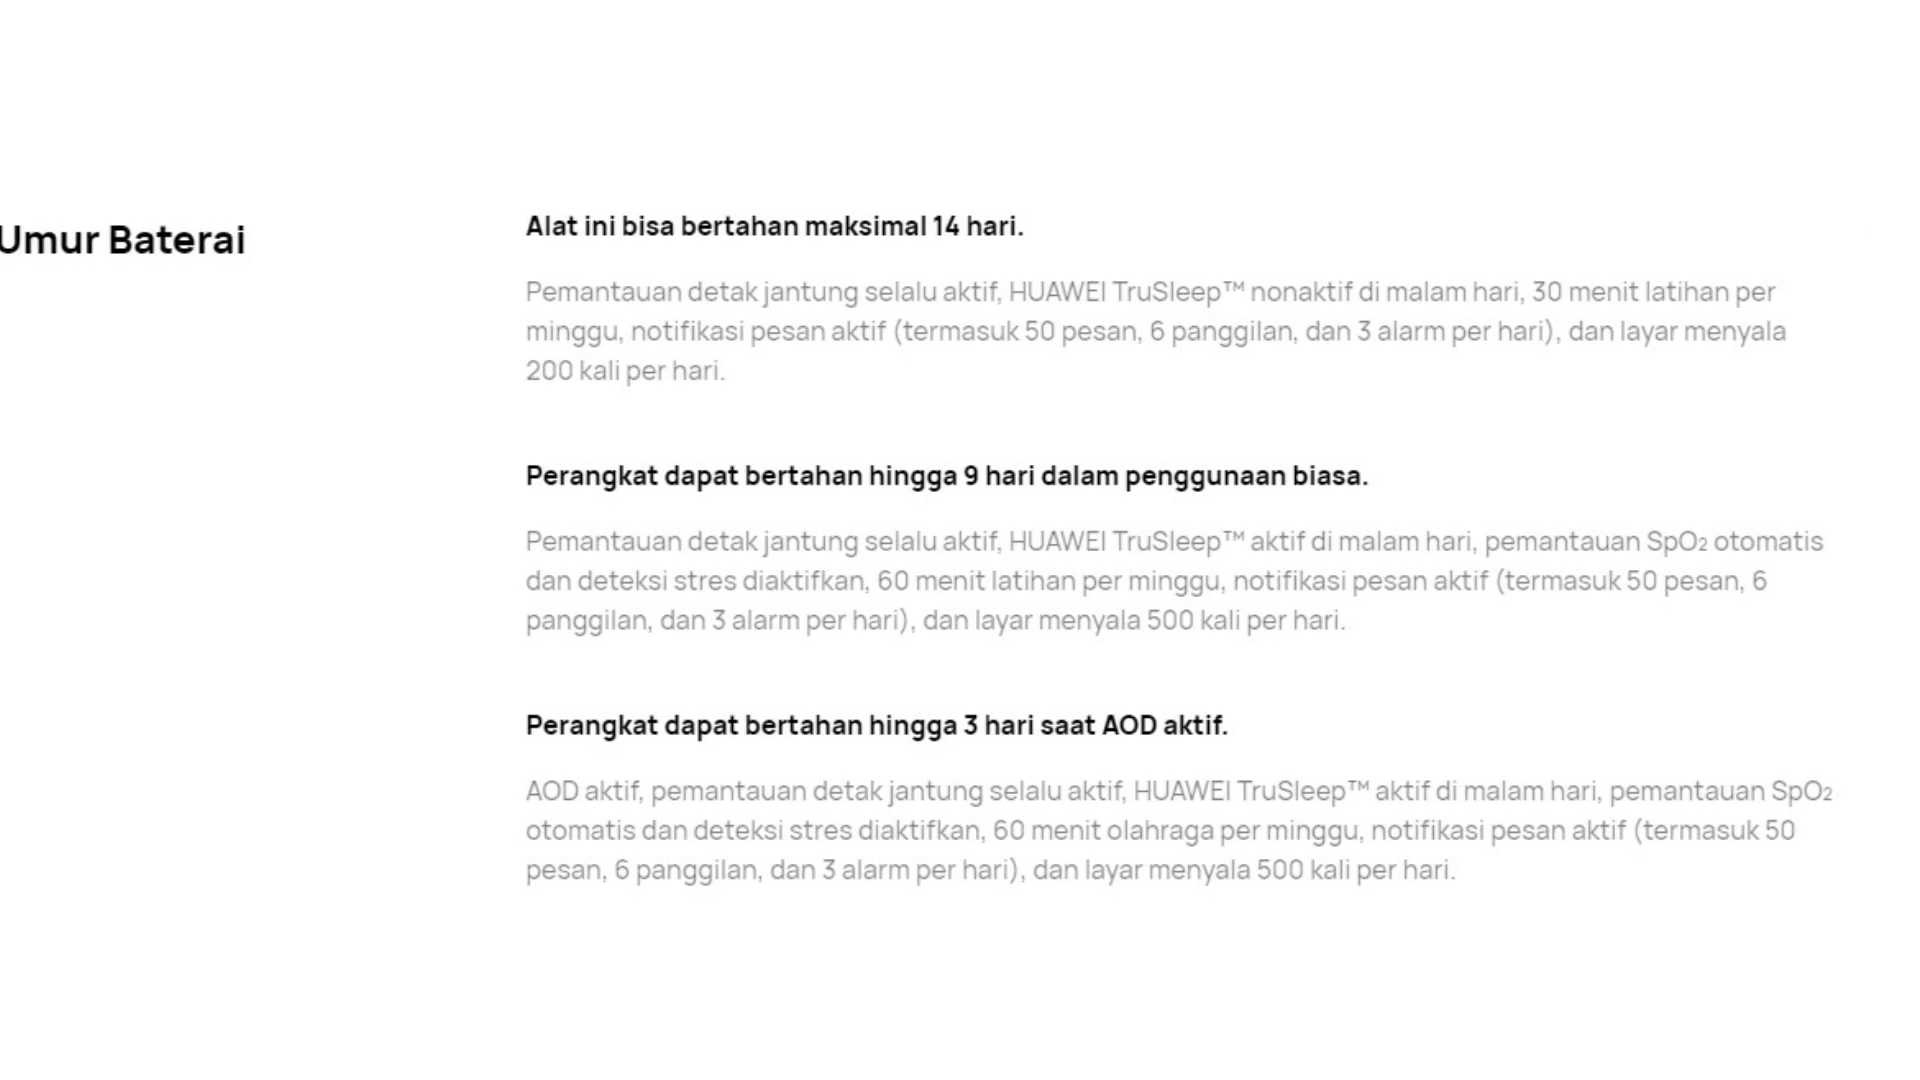 Umur Baterai
Alat ini bisa bertahan maksimal 14 hari.
Pemantauan detak jantung selalu aktif, HUAWEI TruSleep™ nonaktif di malam hari, 30 menit latihan per
minggu, notifikasi pesan aktif (termasuk 50 pesan, 6 panggilan, dan 3 alarm per hari), dan layar menyala
200 kali per hari.
Perangkat dapat bertahan hingga 9 hari dalam penggunaan biasa.
Pemantauan detak jantung selalu aktif, HUAWEI TruSleep™ aktif di malam hari, pemantauan SpO₂ otomatis
dan deteksi stres diaktifkan, 60 menit latihan per minggu, notifikasi pesan aktif (termasuk 50 pesan, 6
panggilan, dan 3 alarm per hari), dan layar menyala 500 kali per hari.
Perangkat dapat bertahan hingga 3 hari saat AOD aktif.
AOD aktif, pemantauan detak jantung selalu aktif, HUAWEI TruSleep™ aktif di malam hari, pemantauan SpO₂
otomatis dan deteksi stres diaktifkan, 60 menit olahraga per minggu, notifikasi pesan aktif (termasuk 50
pesan, 6 panggilan, dan 3 alarm per hari), dan layar menyala 500 kali per hari.